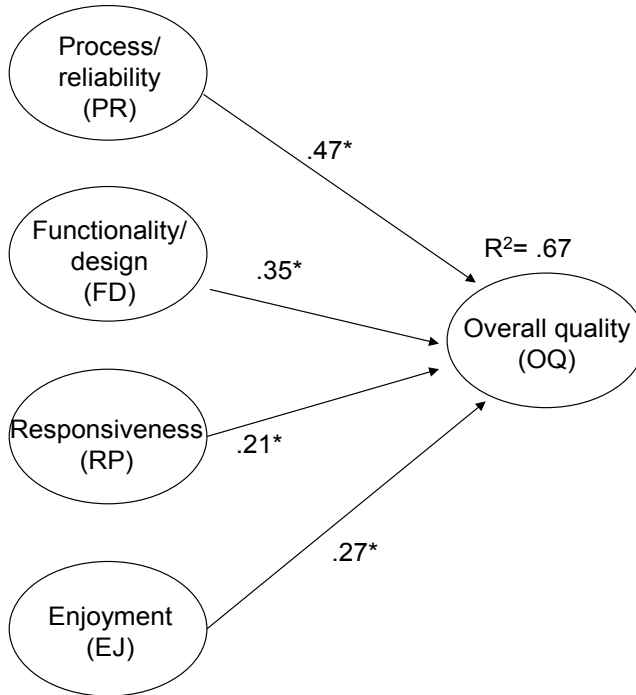 Process/
reliability
(PR)
.47*
Functionality/
design
(FD)
.35*
R²= .67
Overall quality
(OQ)
Responsiveness
(RP)
.21*
.27*
Enjoyment
(EJ)